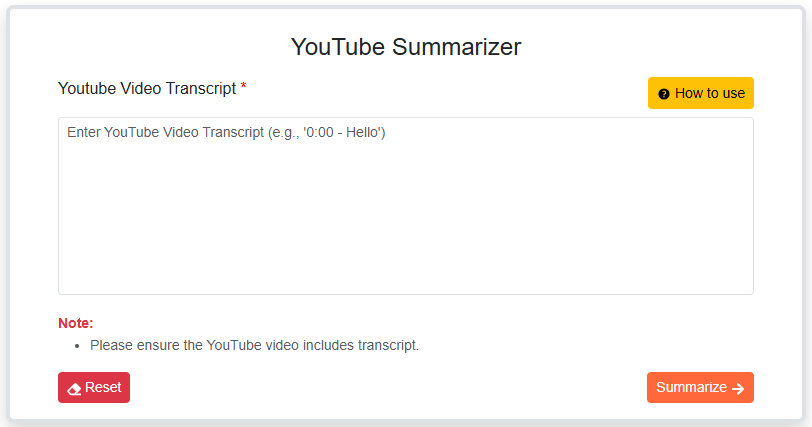 YouTube Summarizer
Youtube Video Transcript *
How to use
Enter YouTube Video Transcript (e.g., '0:00 - Hello')
Note:
Please ensure the YouTube video includes transcript.
Reset
Summarize